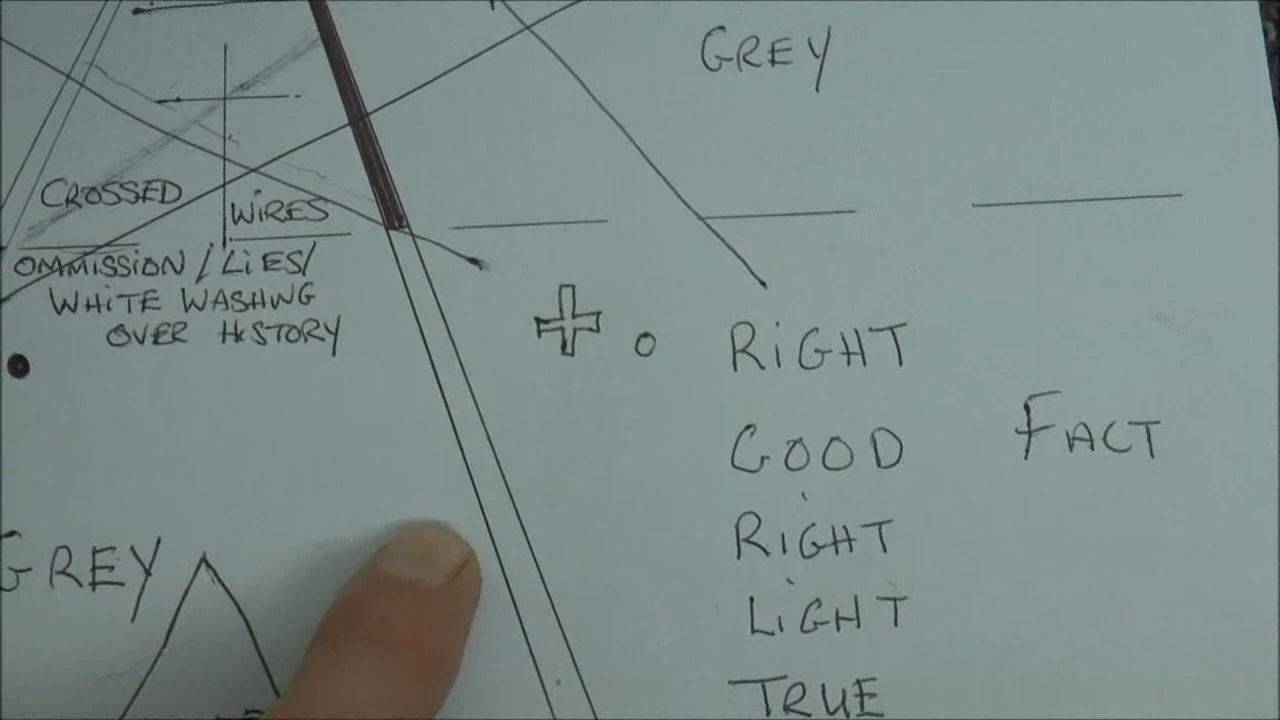 GREY
CROSSED WIRES
OMMISSION / LIES/
WHITE WASHING
OVER HISTORY
RIGHT
GOOD
FACT
RIGHT
GREY
LIGHT
TRUE